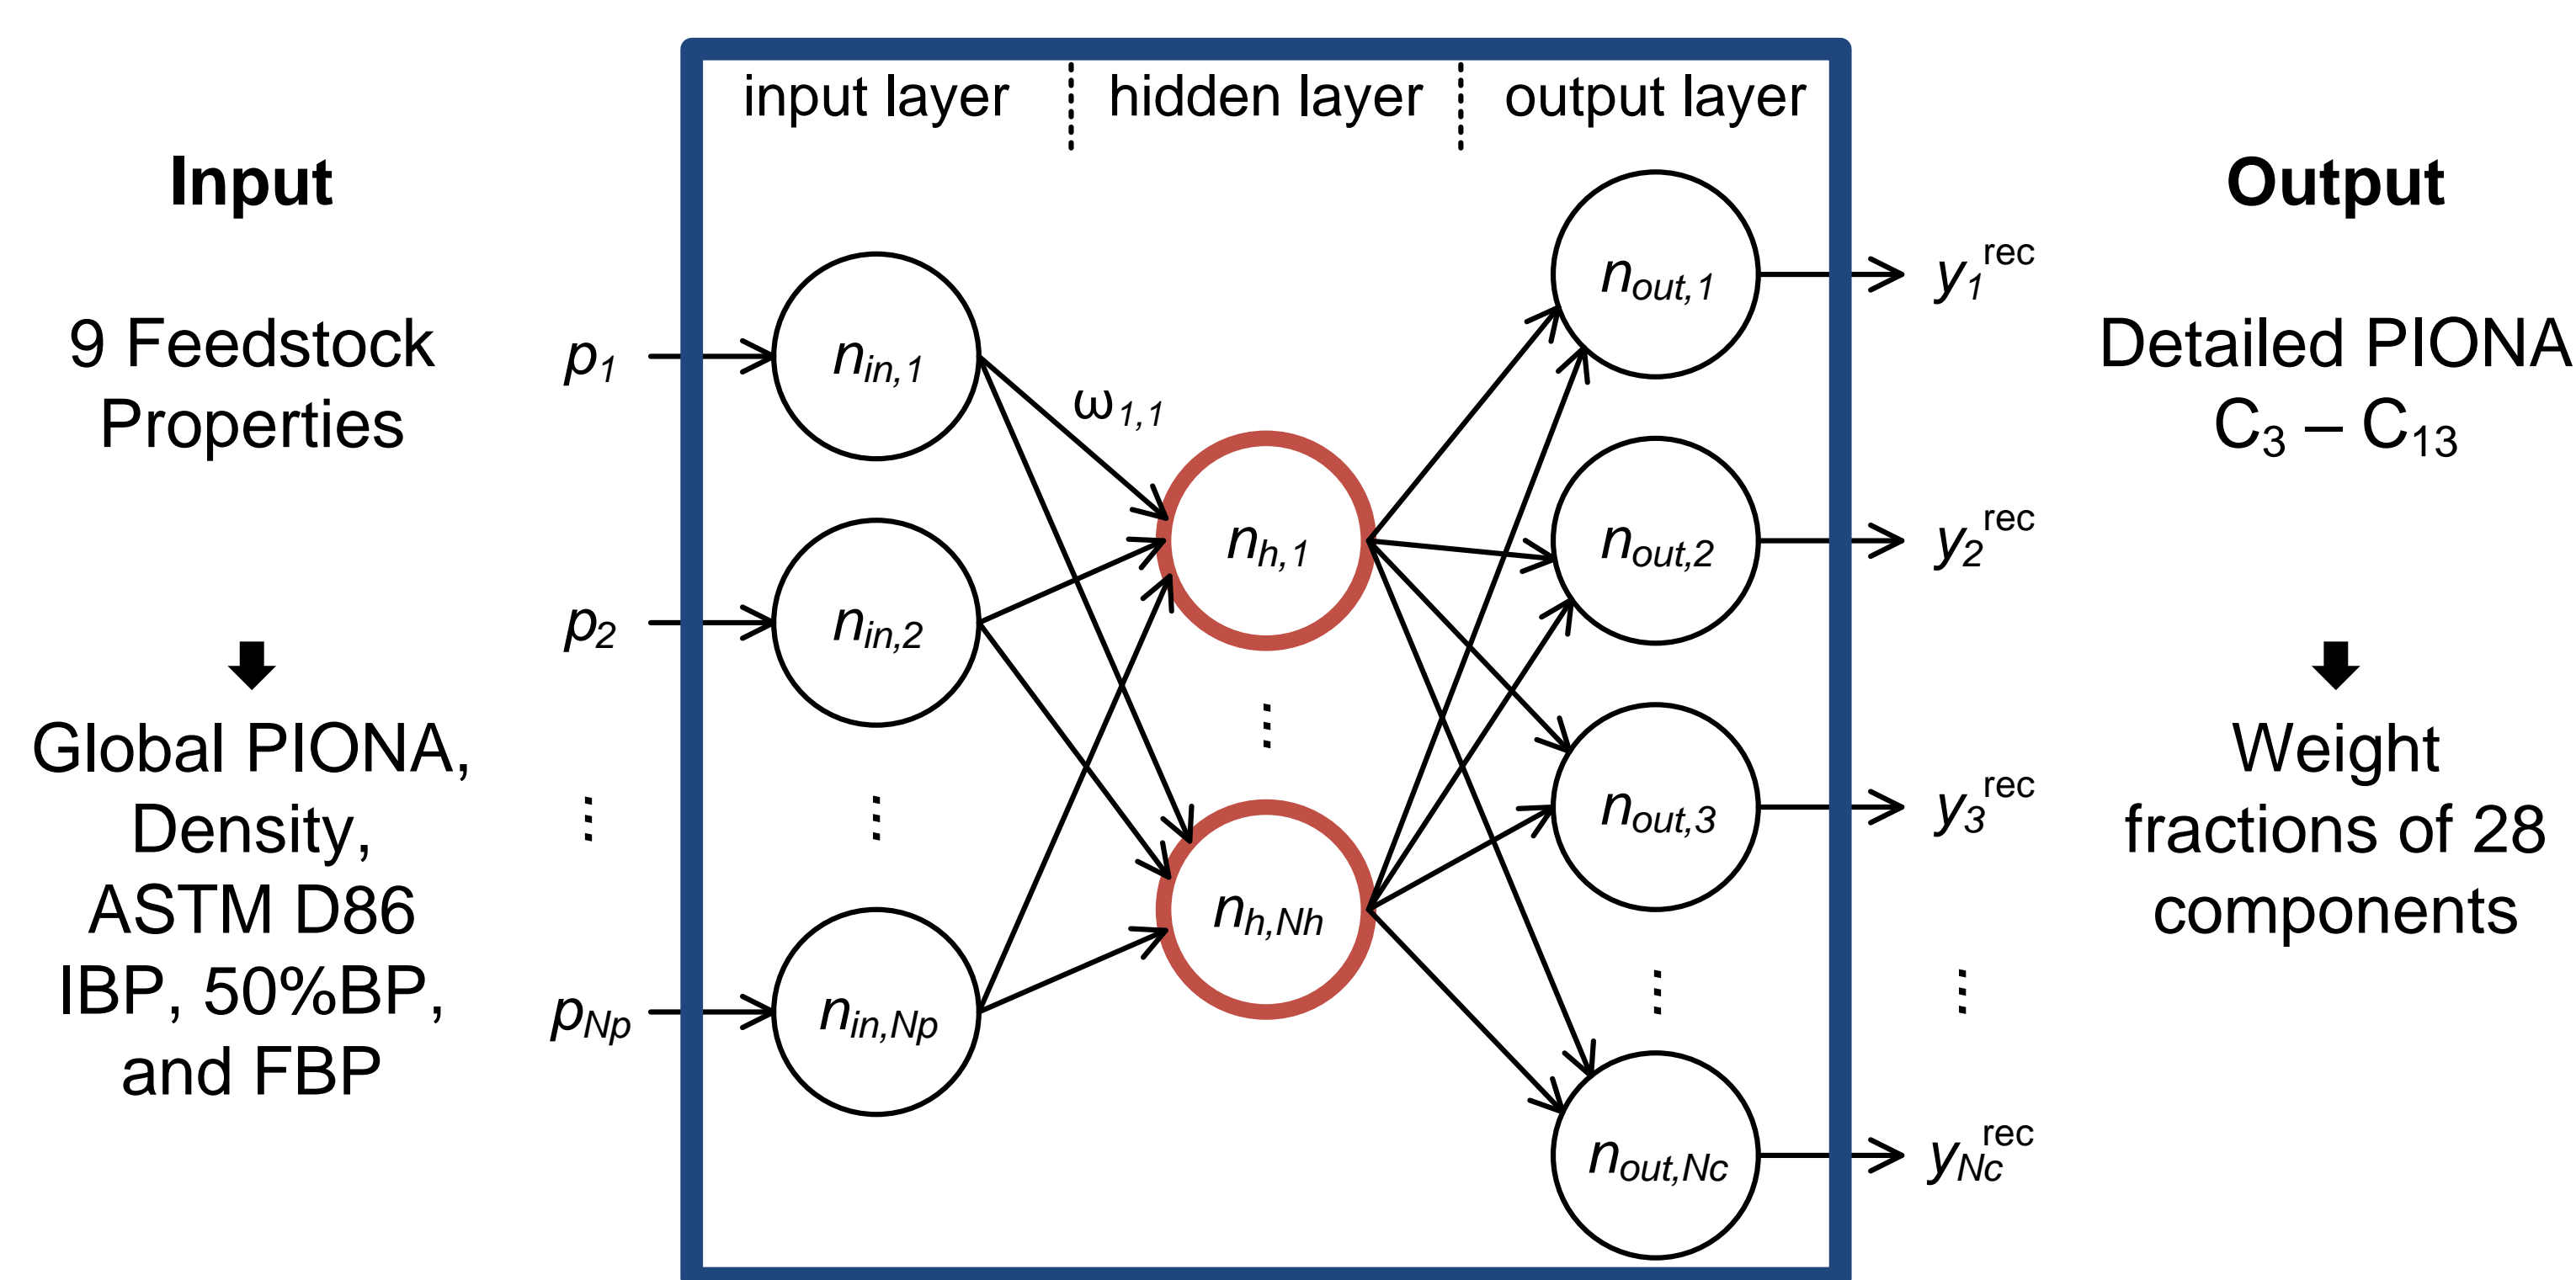 Input
9 Feedstock
Properties
Global PIONA,
Density,
ASTM D86
IBP, 50%BP,
and FBP
p1
p2
⋮
pNp
input layer
hidden layer
output layer
nin,1
nin,2
⋮
nin,Np
ω1,1
nh,1
⋮
nh,Nh
nout,1
nout,2
nout,3
⋮
nout,Nc
y1rec
y2rec
y3rec
⋮
yNcrec
Output
Detailed PIONA
C3 – C13
Weight
fractions of 28
components